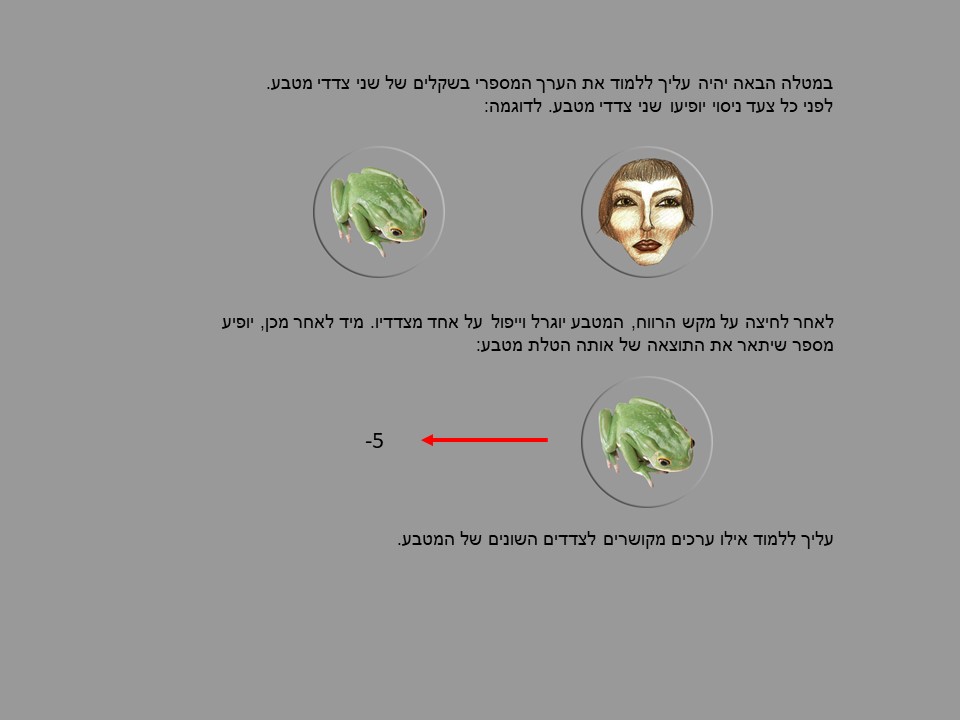 במטלה הבאה יהיה עליך ללמוד את הערך המספרי בשקלים של שני צדדי מטבע.
לפני כל צעד ניסוי יופיעו שני צדדי מטבע. לדוגמה:
לאחר לחיצה על מקש הרווח, המטבע יוגרל וייפול על אחד מצדדיו. מיד לאחר מכן, יופיע
מספר שיתאר את התוצאה של אותה הטלת מטבע:
-5
עליך ללמוד אילו ערכים מקושרים לצדדים השונים של המטבע.